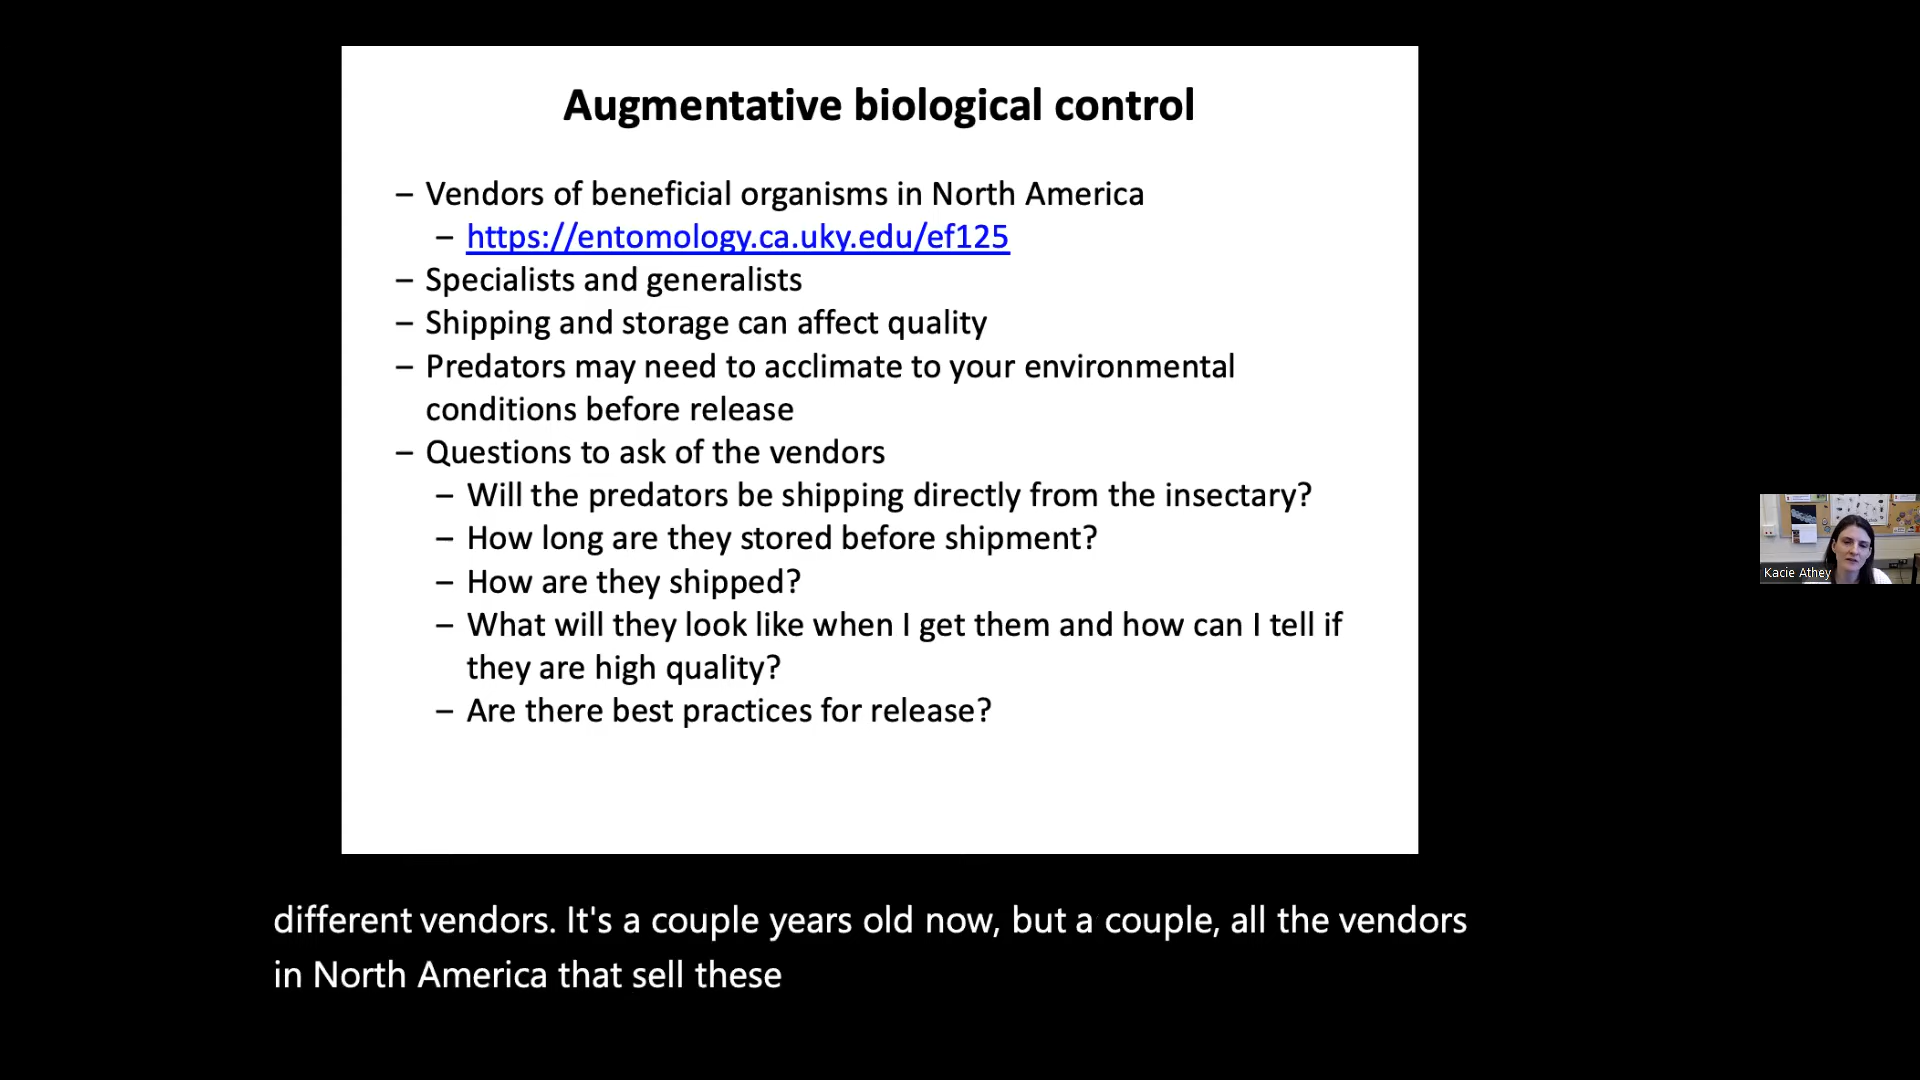 Augmentative biological control
– Vendors of beneficial organisms in North America
– https://entomology.ca.uky.edu/ef125
– Specialists and generalists
– Shipping and storage can affect quality
– Predators may need to acclimate to your environmental
conditions before release
– Questions to ask of the vendors
– Will the predators be shipping directly from the insectary?
– How long are they stored before shipment?
– How are they shipped?
– What will they look like when I get them and how can I tell if
they are high quality?
– Are there best practices for release?
Kacie Athey
different vendors. It's a couple years old now, but a couple, all the vendors
in North America that sell these